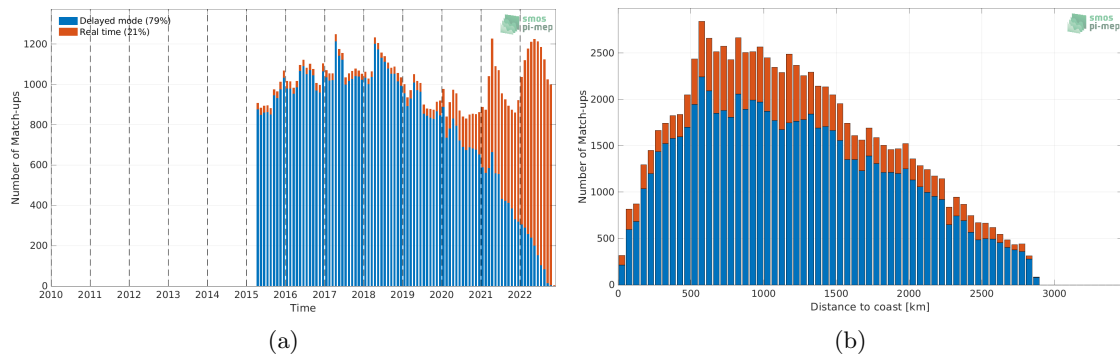 Delayed mode (79%)
Real time (21%)
smos
pi-mep
Number of Match-ups
1200
1000
800
600
400
200
0
2010 2011 2012 2013 2014 2015 2016 2017 2018 2019 2020 2021 2022
Time
(a)
smos
pi-mep
Number of Match-ups
2500
2000
1500
1000
500
0
0 500 1000 1500 2000 2500 3000
Distance to coast [km]
(b)